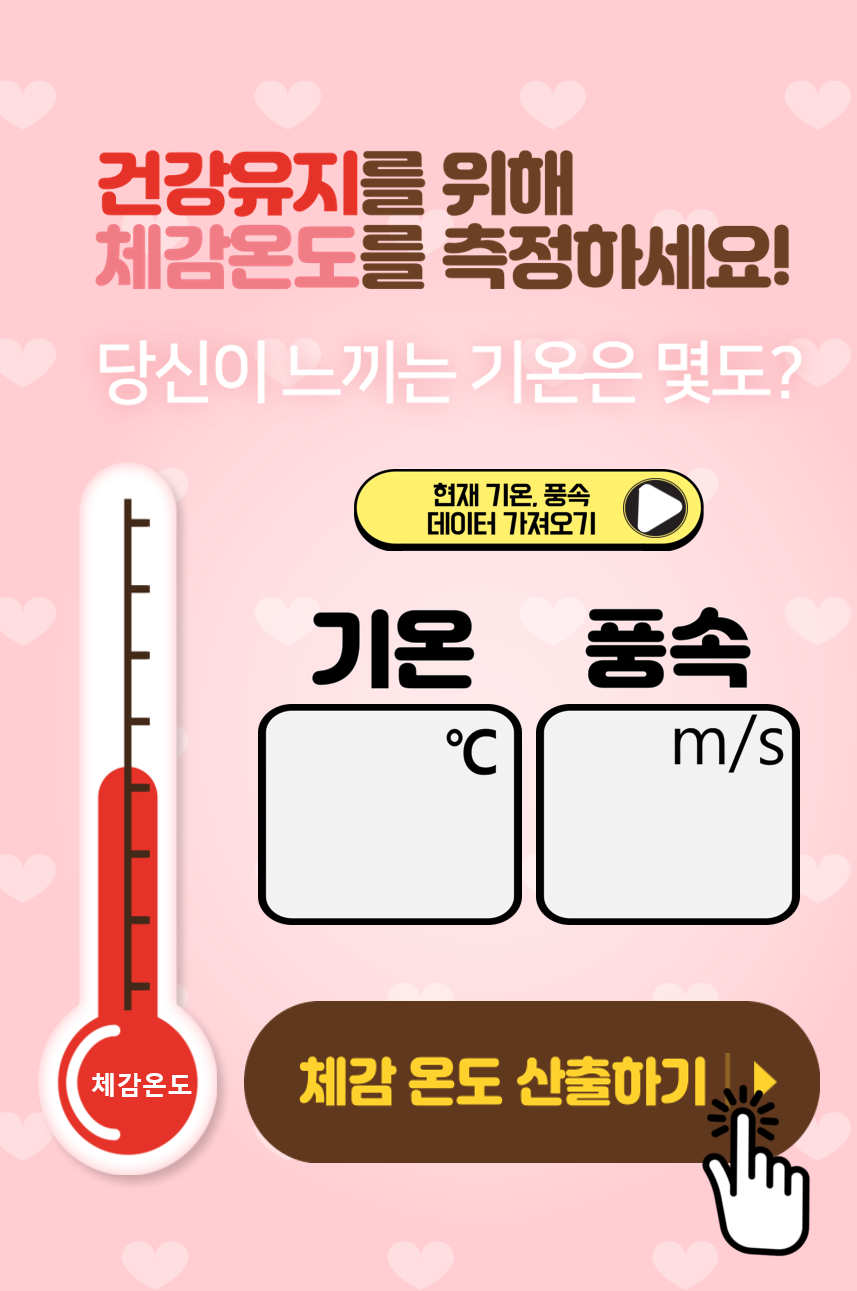 건강유지를 위해
체감온도를 측정하세요!
당신이 느끼는 기온은 몇도?
현재 기온, 풍속
데이터 가져오기
기온 풍속
℃ m/s
체감 온도 산출하기
체감온도